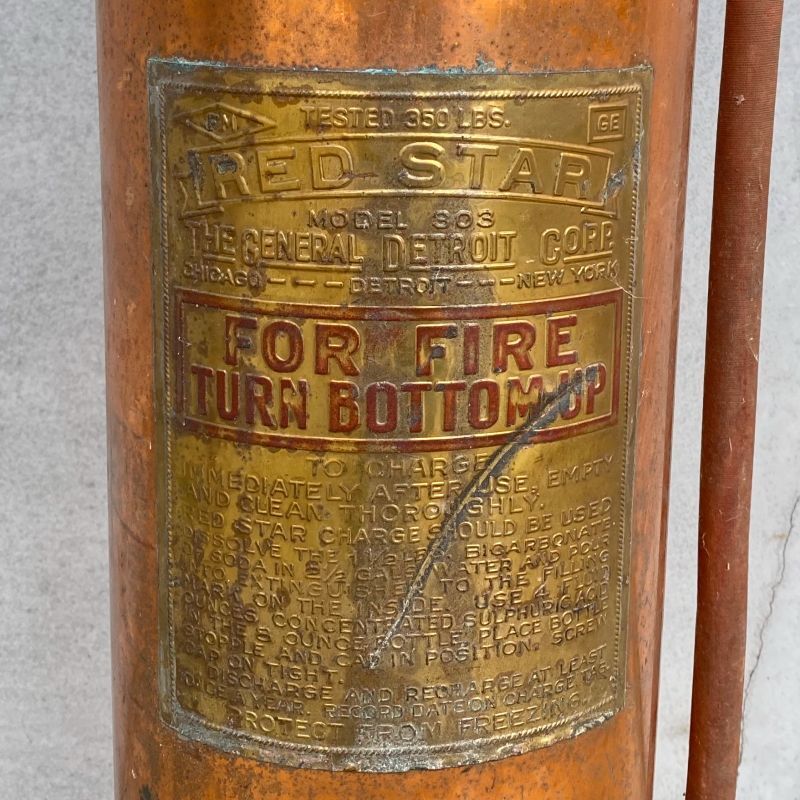 FM TESTED 350 LBS. GE
RED STAR
MODEL 303
THE GENERAL DETROIT CORP.
CHICAGO - - - DETROIT - - - NEW YORK
FOR FIRE
TURN BOTTOM UP
TO CHARGE
IMMEDIATELY AFTER USE, EMPTY
AND CLEAN THOROUGHLY.
RED STAR CHARGE SHOULD BE USED
DISSOLVE THE 1½ LBS. BICARBONATE
OF SODA IN 2½ GAL. WATER AND POUR
INTO EXTINGUISHER TO THE FILLING
MARK ON THE INSIDE. USE 4 FLUID
OUNCES CONCENTRATED SULPHURIC ACID
IN THE 8 OUNCE BOTTLE. PLACE BOTTLE
STOPPLE AND CAP IN POSITION. SCREW
CAP ON TIGHT.
DISCHARGE AND RECHARGE AT LEAST
ONCE A YEAR. RECORD DATE ON CHARGE TAG.
PROTECT FROM FREEZING.